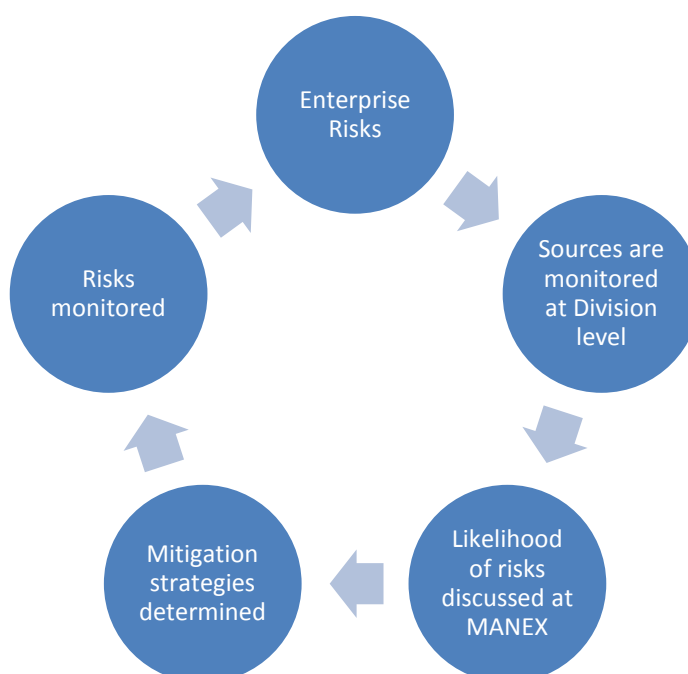 Enterprise
Risks
Sources are
monitored
at Division
level
Likelihood
of risks
discussed at
MANEX
Mitigation
strategies
determined
Risks
monitored